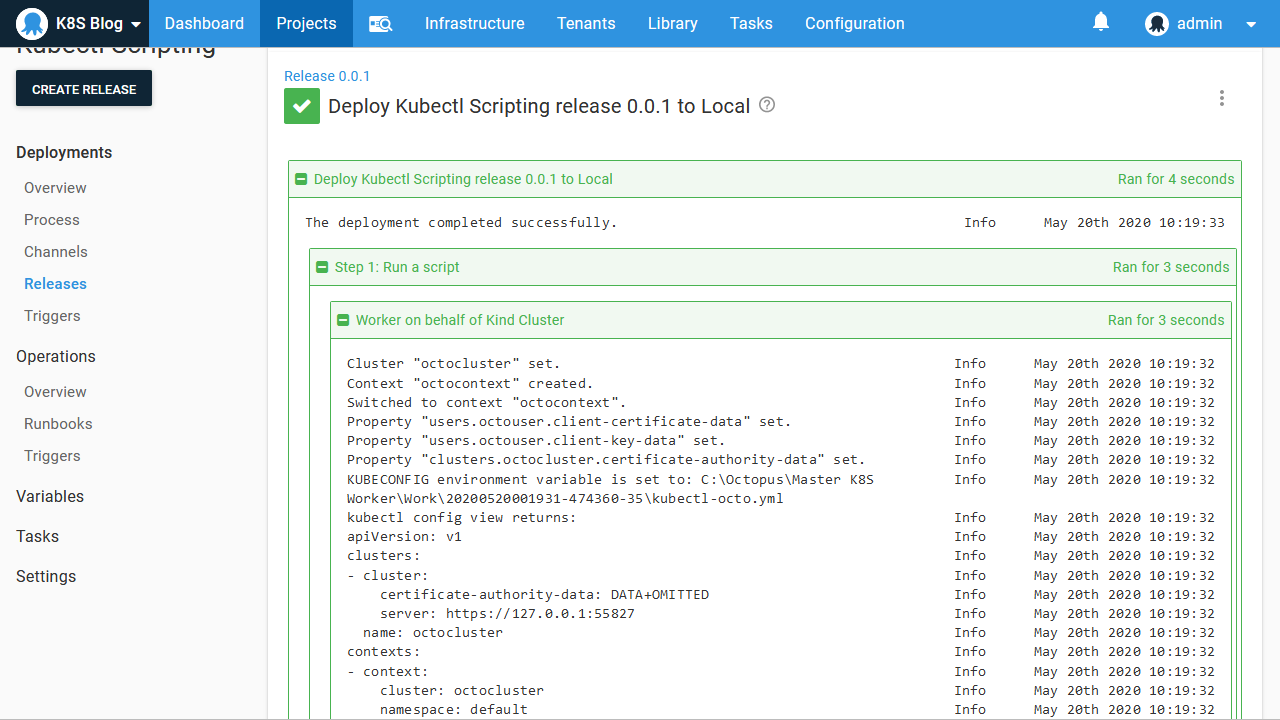 K8S Blog
Dashboard
Projects
Infrastructure
Tenants
Library
Tasks
Configuration
admin
Kubectl Scripting
CREATE RELEASE
Deployments
Overview
Process
Channels
Releases
Triggers
Operations
Overview
Runbooks
Triggers
Variables
Tasks
Settings
Release 0.0.1
Deploy Kubectl Scripting release 0.0.1 to Local
Deploy Kubectl Scripting release 0.0.1 to Local Ran for 4 seconds
The deployment completed successfully. Info May 20th 2020 10:19:33
Step 1: Run a script Ran for 3 seconds
Worker on behalf of Kind Cluster Ran for 3 seconds
Cluster "octocluster" set. Info May 20th 2020 10:19:32
Context "octocontext" created. Info May 20th 2020 10:19:32
Switched to context "octocontext". Info May 20th 2020 10:19:32
Property "users.octouser.client-certificate-data" set. Info May 20th 2020 10:19:32
Property "users.octouser.client-key-data" set. Info May 20th 2020 10:19:32
Property "clusters.octocluster.certificate-authority-data" set. Info May 20th 2020 10:19:32
KUBECONFIG environment variable is set to: C:\Octopus\Master K8S Info May 20th 2020 10:19:32
Worker\Work\20200520001931-474360-35\kubectl-octo.yml
kubectl config view returns: Info May 20th 2020 10:19:32
apiVersion: v1 Info May 20th 2020 10:19:32
clusters: Info May 20th 2020 10:19:32
- cluster: Info May 20th 2020 10:19:32
certificate-authority-data: DATA+OMITTED Info May 20th 2020 10:19:32
server: https://127.0.0.1:55827 Info May 20th 2020 10:19:32
name: octocluster Info May 20th 2020 10:19:32
contexts: Info May 20th 2020 10:19:32
- context: Info May 20th 2020 10:19:32
cluster: octocluster Info May 20th 2020 10:19:32
namespace: default Info May 20th 2020 10:19:32